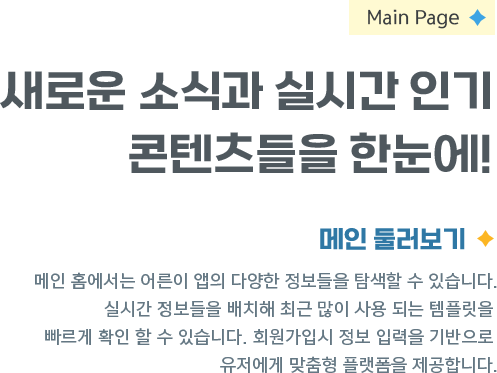 Main Page
새로운 소식과 실시간 인기
콘텐츠들을 한눈에!
메인 둘러보기
메인 홈에서는 어른이 앱의 다양한 정보들을 탐색할 수 있습니다.
실시간 정보들을 배치해 최근 많이 사용 되는 템플릿을
빠르게 확인 할 수 있습니다. 회원가입시 정보 입력을 기반으로
유저에게 맞춤형 플랫폼을 제공합니다.